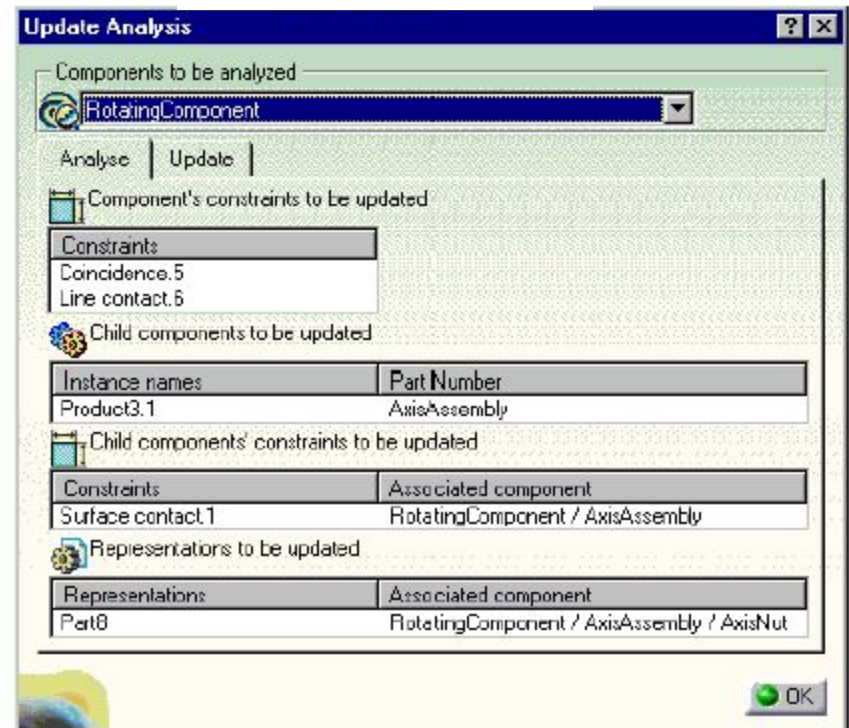 Update Analysis
Components to be analyzed
RotatingComponent
Analyse Update
Component's constraints to be updated
Constraints
Coincidence.5
Line contact.6
Child components to be updated
Instance names Part Number
Product3.1 AxisAssembly
Child components' constraints to be updated
Constraints Associated component
Surface contact.1 RotatingComponent / AxisAssembly
Representations to be updated
Representations Associated component
Part8 RotatingComponent / AxisAssembly / AxisNut
OK